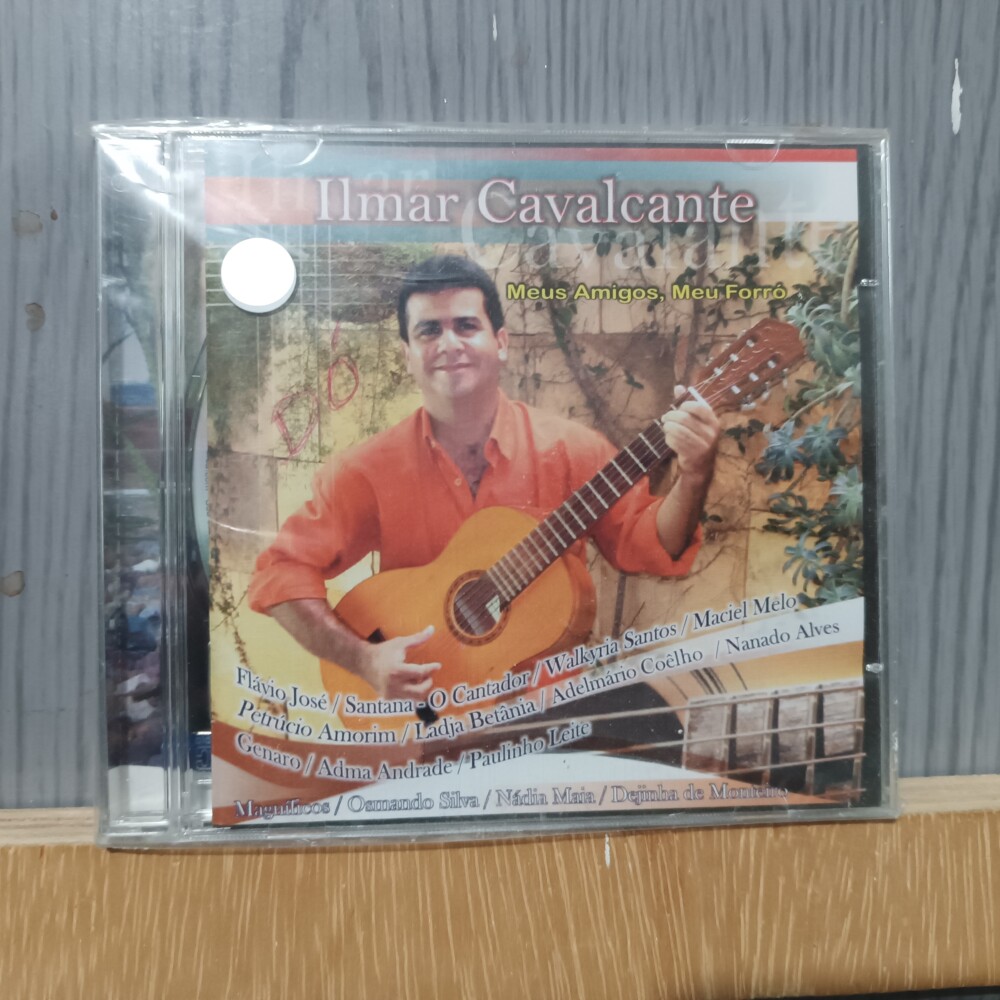 Ilmar Cavalcante
Meus Amigos, Meu Forró
DÓ
Flávio José / Santana - O Cantador / Walkyria Santos / Maciel Melo
Petrúcio Amorim / Ladja Betânia / Adelmário Coêlho / Nanado Alves
Genaro / Adma Andrade / Paulinho Leite
Magníficos / Osmando Silva / Nádia Maia / Dejinha de Monteiro